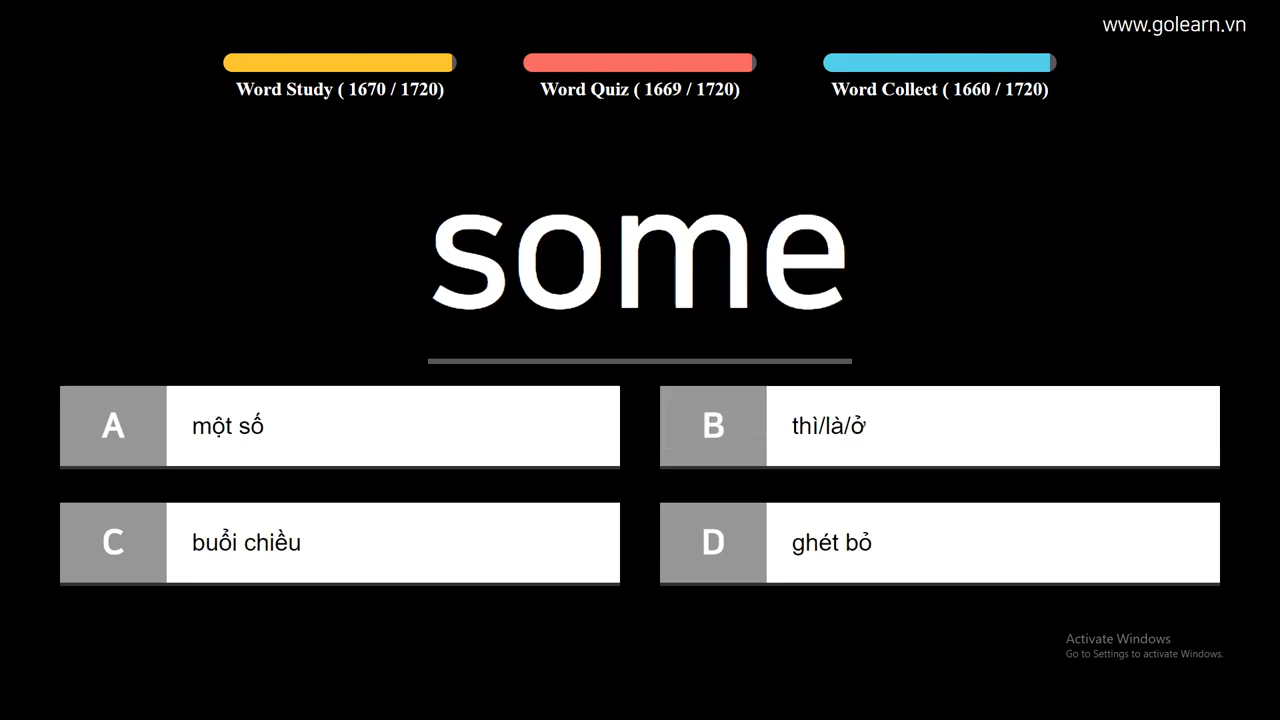 www.golearn.vn
Word Study ( 1670 / 1720)
Word Quiz ( 1669 / 1720)
Word Collect ( 1660 / 1720)
some
A một số
B thì/là/ở
C buổi chiều
D ghét bỏ
Activate Windows
Go to Settings to activate Windows.